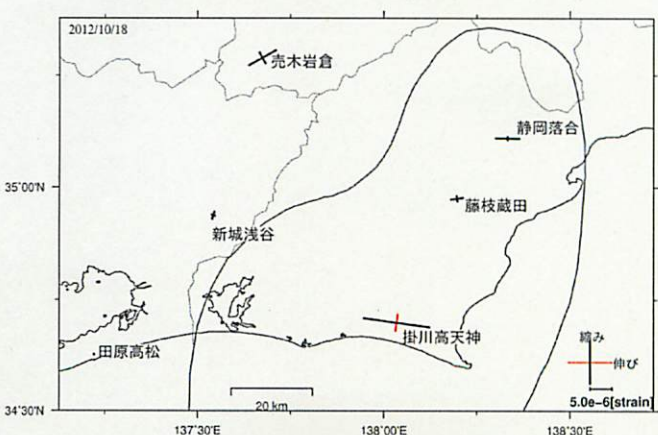 2012/10/18
売木岩倉
静岡落合
35°00'N
藤枝蔵田
新城浅谷
掛川高天神
縮み
伸び
田原高松
5.0e-6[strain]
20 km
34°30'N
137°30'E
138°00'E
138°30'E